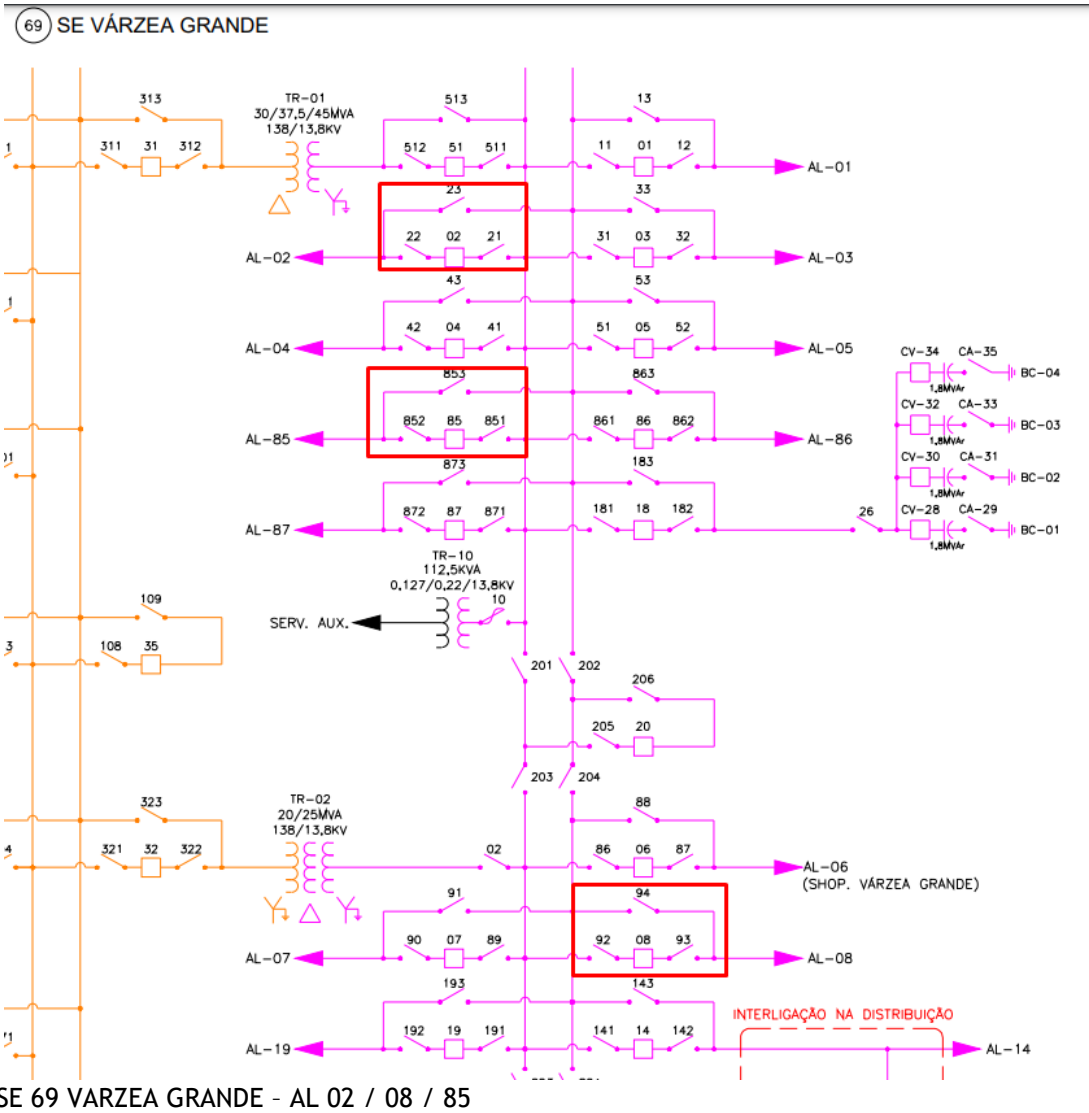 69 SE VÁRZEA GRANDE
313
TR-01
30/37,5/45MVA
138/13,8KV
513
13
1
311 31 312
512 51 511
11 01 12
AL-01
23
33
22 02 21
31 03 32
AL-02
AL-03
43
53
1
42 04 41
51 05 52
AL-04
AL-05
CV-34 CA-35
BC-04
1,8MVAr
853
863
CV-32 CA-33
BC-03
1,8MVAr
852 85 851
861 86 862
AL-85
AL-86
01
873
183
CV-30 CA-31
BC-02
1,8MVAr
872 87 871
181 18 182
26
CV-28 CA-29
BC-01
1,8MVAr
AL-87
TR-10
112,5KVA
0,127/0,22/13,8KV
10
109
SERV. AUX.
3
108 35
201 202
206
205 20
203 204
323
TR-02
20/25MVA
138/13,8KV
88
4
321 32 322
02
86 06 87
AL-06
(SHOP. VÁRZEA GRANDE)
91
94
90 07 89
92 08 93
AL-07
AL-08
193
143
INTERLIGAÇÃO NA DISTRIBUIÇÃO
71
192 19 191
141 14 142
AL-19
AL-14
SE 69 VARZEA GRANDE – AL 02 / 08 / 85